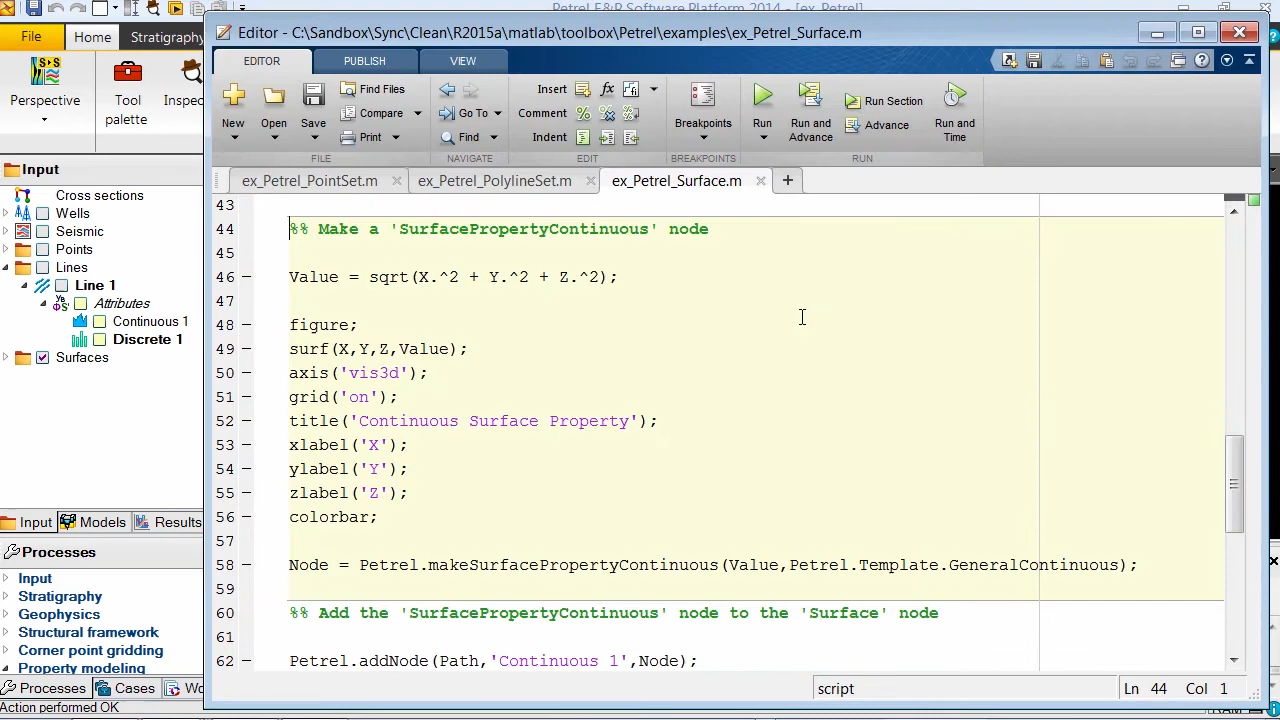 Petrel E&P Software Platform 2014 - [ex_Petrel]
File
Home
Stratigraphy
Perspective
Tool palette
Inspec
Input
Cross sections
Wells
Seismic
Points
Lines
Line 1
Attributes
Continuous 1
Discrete 1
Surfaces
Input
Models
Results
Processes
Input
Stratigraphy
Geophysics
Structural framework
Corner point gridding
Property modeling
Processes
Cases
Wo
Action performed OK
Editor - C:\Sandbox\Sync\Clean\R2015a\matlab\toolbox\Petrel\examples\ex_Petrel_Surface.m
EDITOR
PUBLISH
VIEW
New
Open
Save
Find Files
Compare
Print
FILE
Go To
Find
NAVIGATE
Insert
Comment
Indent
EDIT
Breakpoints
BREAKPOINTS
Run
Run and Advance
Run Section
Advance
Run and Time
RUN
ex_Petrel_PointSet.m
ex_Petrel_PolylineSet.m
ex_Petrel_Surface.m
43
44 %% Make a 'SurfacePropertyContinuous' node
45
46 Value = sqrt(X.^2 + Y.^2 + Z.^2);
47
48 figure;
49 surf(X,Y,Z,Value);
50 axis('vis3d');
51 grid('on');
52 title('Continuous Surface Property');
53 xlabel('X');
54 ylabel('Y');
55 zlabel('Z');
56 colorbar;
57
58 Node = Petrel.makeSurfacePropertyContinuous(Value,Petrel.Template.GeneralContinuous);
59
60 %% Add the 'SurfacePropertyContinuous' node to the 'Surface' node
61
62 Petrel.addNode(Path,'Continuous 1',Node);
script
Ln 44 Col 1